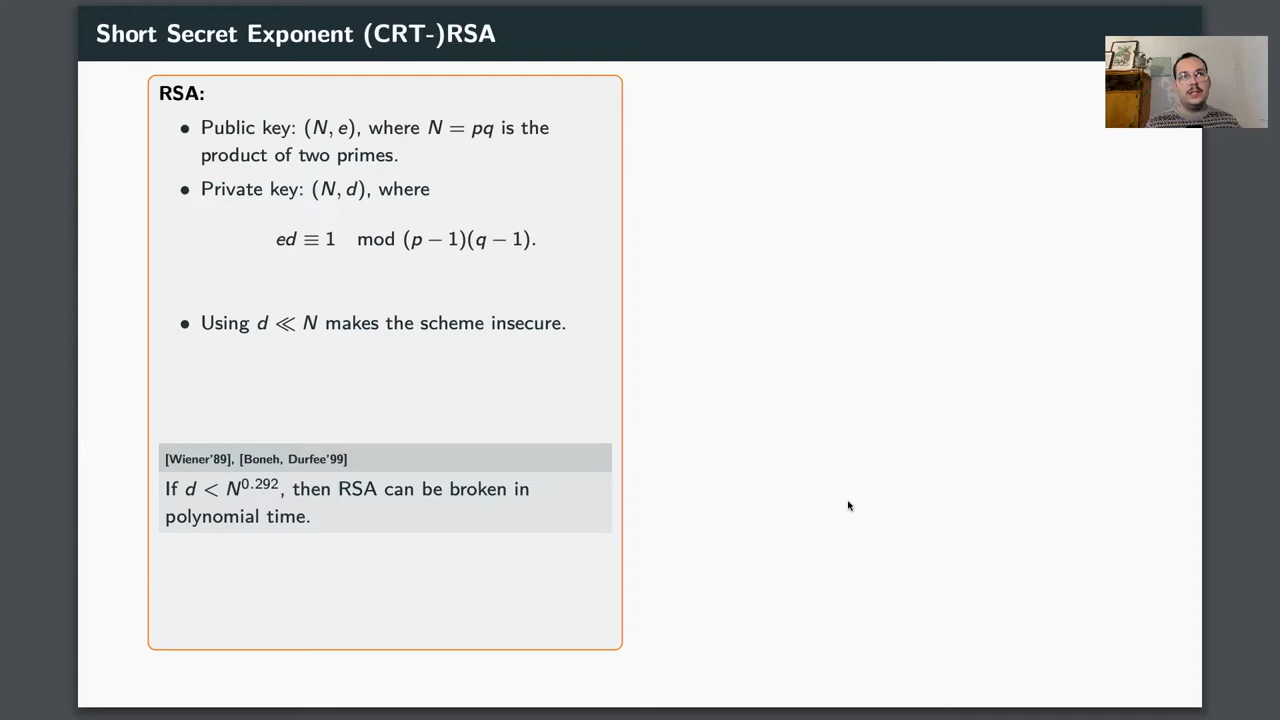 Short Secret Exponent (CRT-)RSA
RSA:
• Public key: (N, e), where N = pq is the
product of two primes.
• Private key: (N, d), where
ed ≡ 1 mod (p − 1)(q − 1).
• Using d ≪ N makes the scheme insecure.
[Wiener'89], [Boneh, Durfee'99]
If d < N^0.292, then RSA can be broken in
polynomial time.